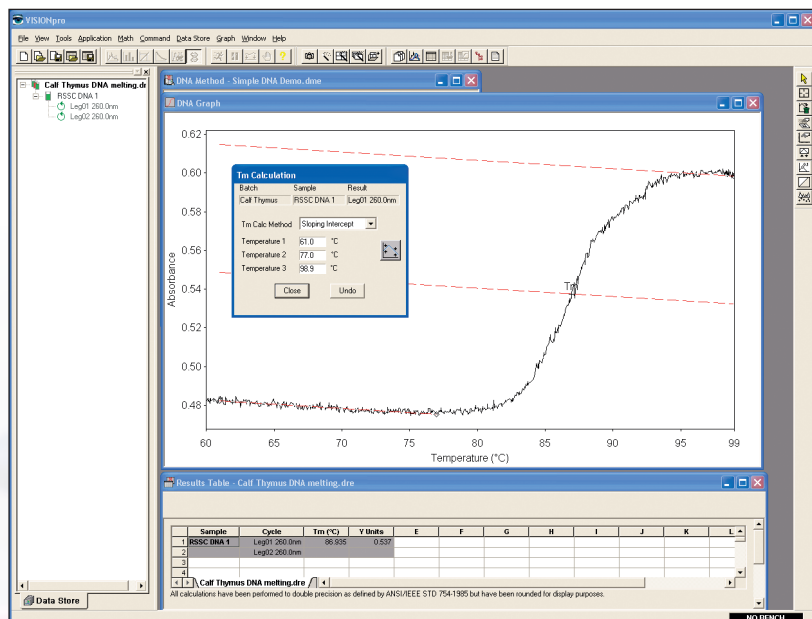 VISIONpro
File View Tools Application Math Command Data Store Graph Window Help
Calf Thymus DNA melting.dr
RSSC DNA 1
Leg01 260.0nm
Leg02 260.0nm
DNA Method - Simple DNA Demo.dme
DNA Graph
0.62
0.60
0.58
0.56
0.54
0.52
0.50
0.48
Absorbance
60
65
70
75
80
85
90
95
99
Temperature (°C)
Tm
Tm Calculation
Batch Sample Result
Calf Thymus RSSC DNA 1 Leg01 260.0nm
Tm Calc Method Sloping Intercept
Temperature 1 61.0 °C
Temperature 2 77.0 °C
Temperature 3 98.9 °C
Close Undo
Results Table - Calf Thymus DNA melting.dre
Sample Cycle Tm (°C) Y Units E F G H I J K L
1 RSSC DNA 1 Leg01 260.0nm 86.935 0.537
2 Leg02 260.0nm
3
4
Calf Thymus DNA melting.dre
All calculations have been performed to double precision as defined by ANSI/IEEE STD 754-1985 but have been rounded for display purposes.
Data Store
NO BENCH